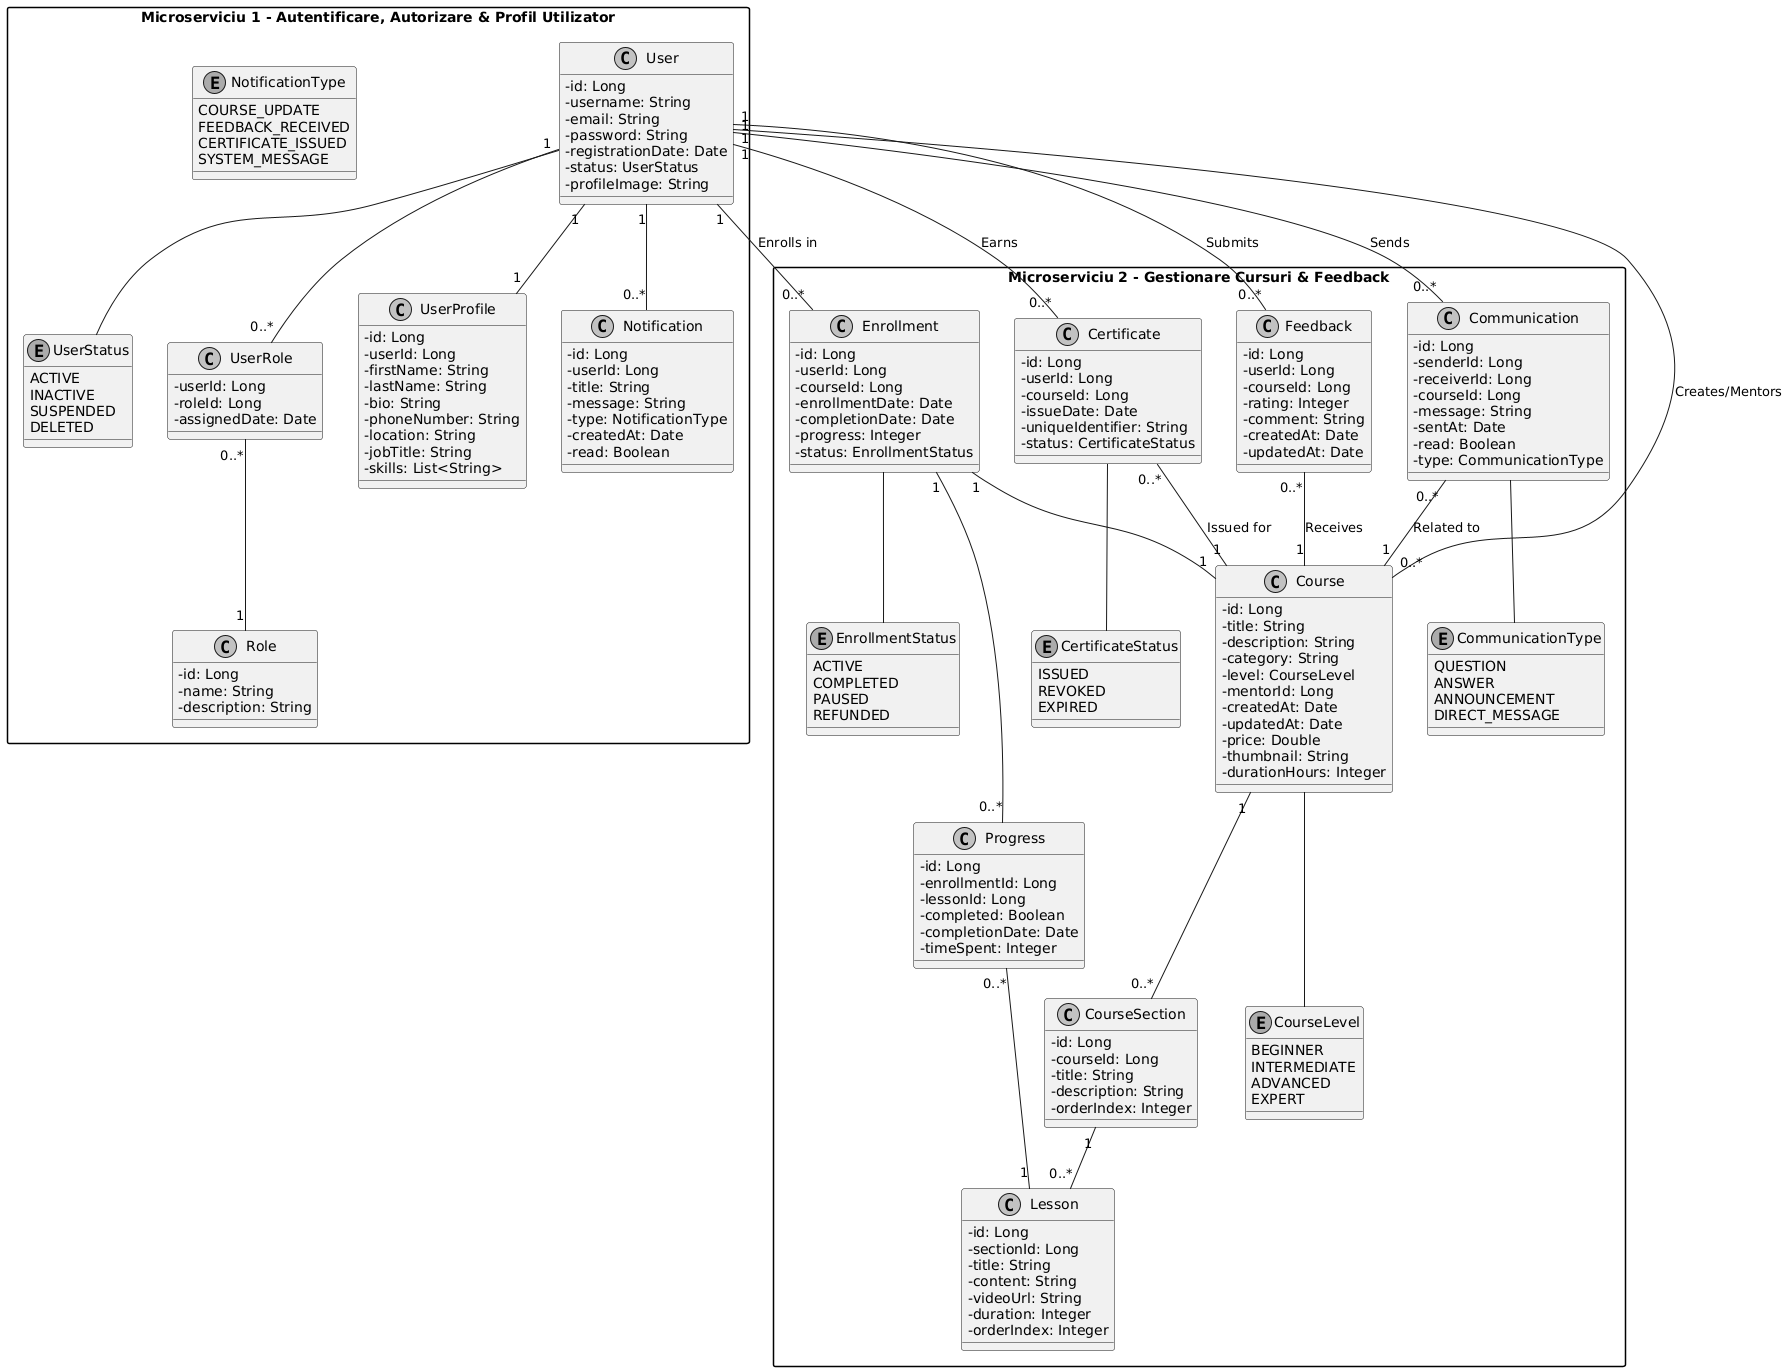 Microserviciu 1 - Autentificare, Autorizare & Profil Utilizator
E NotificationType
COURSE_UPDATE
FEEDBACK_RECEIVED
CERTIFICATE_ISSUED
SYSTEM_MESSAGE
C User
-id: Long
-username: String
-email: String
-password: String
-registrationDate: Date
-status: UserStatus
-profileImage: String
1
1
1
1
1
1
1
1
1
Enrolls in
Earns
Submits
Sends
Creates/Mentors
Microserviciu 2 - Gestionare Cursuri & Feedback
0..*
1
0..*
0..*
0..*
0..*
0..*
E UserStatus
ACTIVE
INACTIVE
SUSPENDED
DELETED
C UserRole
-userId: Long
-roleId: Long
-assignedDate: Date
0..*
1
C UserProfile
-id: Long
-userId: Long
-firstName: String
-lastName: String
-bio: String
-phoneNumber: String
-location: String
-jobTitle: String
-skills: List<String>
C Notification
-id: Long
-userId: Long
-title: String
-message: String
-type: NotificationType
-createdAt: Date
-read: Boolean
C Role
-id: Long
-name: String
-description: String
C Enrollment
-id: Long
-userId: Long
-courseId: Long
-enrollmentDate: Date
-completionDate: Date
-progress: Integer
-status: EnrollmentStatus
1
1
C Certificate
-id: Long
-userId: Long
-courseId: Long
-issueDate: Date
-uniqueIdentifier: String
-status: CertificateStatus
0..*
Issued for
1
1
C Feedback
-id: Long
-userId: Long
-courseId: Long
-rating: Integer
-comment: String
-createdAt: Date
-updatedAt: Date
0..*
Receives
1
C Communication
-id: Long
-senderId: Long
-receiverId: Long
-courseId: Long
-message: String
-sentAt: Date
-read: Boolean
-type: CommunicationType
0..*
Related to
1
0..*
E EnrollmentStatus
ACTIVE
COMPLETED
PAUSED
REFUNDED
E CertificateStatus
ISSUED
REVOKED
EXPIRED
C Course
-id: Long
-title: String
-description: String
-category: String
-level: CourseLevel
-mentorId: Long
-createdAt: Date
-updatedAt: Date
-price: Double
-thumbnail: String
-durationHours: Integer
E CommunicationType
QUESTION
ANSWER
ANNOUNCEMENT
DIRECT_MESSAGE
1
0..*
C Progress
-id: Long
-enrollmentId: Long
-lessonId: Long
-completed: Boolean
-completionDate: Date
-timeSpent: Integer
0..*
0..*
C CourseSection
-id: Long
-courseId: Long
-title: String
-description: String
-orderIndex: Integer
E CourseLevel
BEGINNER
INTERMEDIATE
ADVANCED
EXPERT
1
1
0..*
C Lesson
-id: Long
-sectionId: Long
-title: String
-content: String
-videoUrl: String
-duration: Integer
-orderIndex: Integer